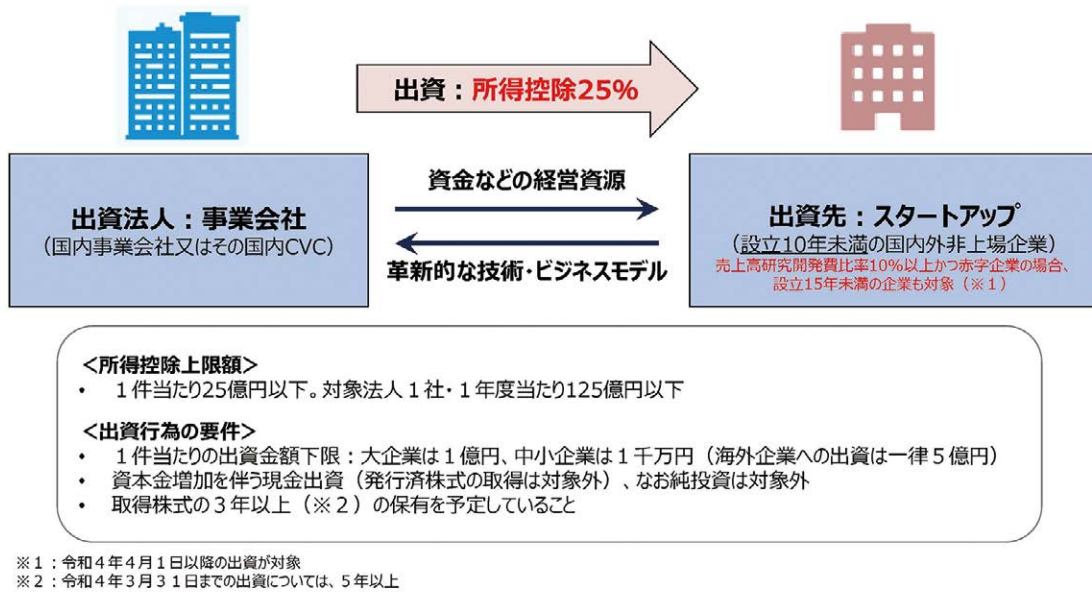 出資：所得控除25%
出資法人：事業会社
（国内事業会社又はその国内CVC）
資金などの経営資源
革新的な技術・ビジネスモデル
出資先：スタートアップ
（設立10年未満の国内外非上場企業）
売上高研究開発費比率10%以上かつ赤字企業の場合、
設立15年未満の企業も対象（※１）
＜所得控除上限額＞
• １件当たり25億円以下。対象法人１社・１年度当たり125億円以下
＜出資行為の要件＞
• １件当たりの出資金額下限：大企業は１億円、中小企業は１千万円（海外企業への出資は一律５億円）
• 資本金増加を伴う現金出資（発行済株式の取得は対象外）、なお純投資は対象外
• 取得株式の３年以上（※２）の保有を予定していること
※１：令和４年４月１日以降の出資が対象
※２：令和４年３月３１日までの出資については、５年以上